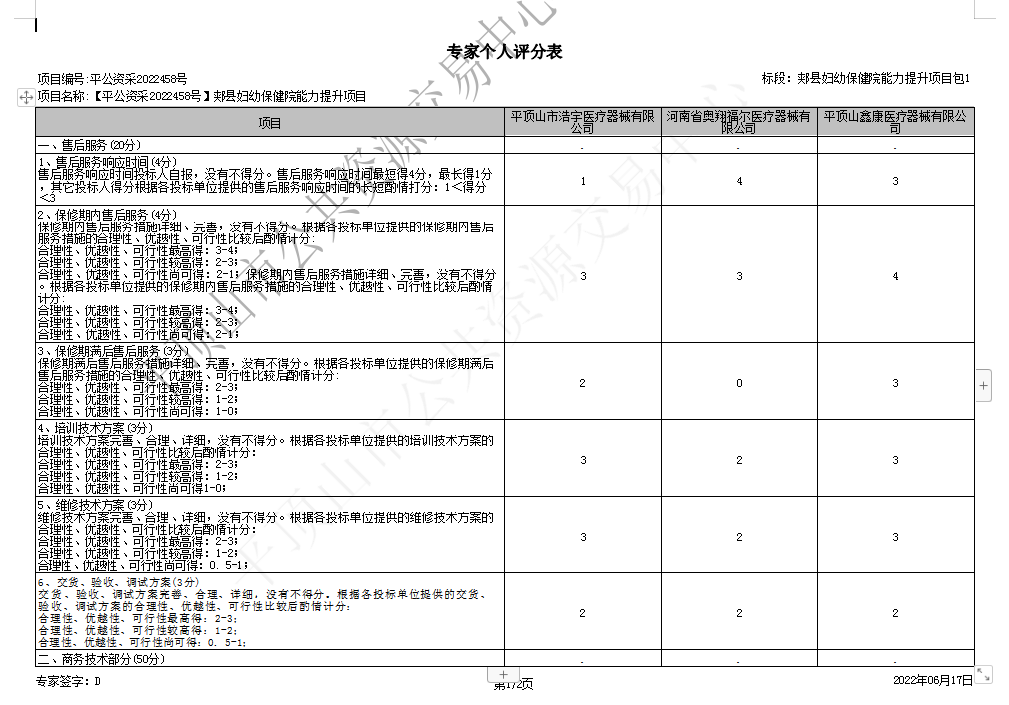 专家个人评分表
项目编号:平公资采2022458号
标段：郏县妇幼保健院能力提升项目包1
项目名称:【平公资采2022458号】郏县妇幼保健院能力提升项目
项目
平顶山市浩宇医疗器械有限
公司
河南省奥翔福尔医疗器械有
限公司
平顶山鑫康医疗器械有限公
司
一、售后服务(20分)
.
.
.
1、售后服务响应时间(4分)
售后服务响应时间投标人自报，没有不得分。售后服务响应时间最短得4分，最长得1分
，其它投标人得分根据各投标单位提供的售后服务响应时间的长短酌情打分：1＜得分
＜3
1
4
3
2、保修期内售后服务(4分)
保修期内售后服务措施详细、完善，没有不得分。根据各投标单位提供的保修期内售后
服务措施的合理性、优越性、可行性比较后酌情计分:
合理性、优越性、可行性最高得：3-4；
合理性、优越性、可行性较高得：2-3；
合理性、优越性、可行性尚可得：2-1；保修期内售后服务措施详细、完善，没有不得分
。根据各投标单位提供的保修期内售后服务措施的合理性、优越性、可行性比较后酌情
计分:
合理性、优越性、可行性最高得：3-4；
合理性、优越性、可行性较高得：2-3；
合理性、优越性、可行性尚可得：2-1；
3
3
4
3、保修期满后售后服务(3分)
保修期满后售后服务措施详细、完善，没有不得分。根据各投标单位提供的保修期满后
售后服务措施的合理性、优越性、可行性比较后酌情计分:
合理性、优越性、可行性最高得：2-3；
合理性、优越性、可行性较高得：1-2；
合理性、优越性、可行性尚可得：1-0；
2
0
3
4、培训技术方案(3分)
培训技术方案完善、合理、详细，没有不得分。根据各投标单位提供的培训技术方案的
合理性、优越性、可行性比较后酌情计分：
合理性、优越性、可行性最高得：2-3；
合理性、优越性、可行性较高得：1-2；
合理性、优越性、可行性尚可得1-0；
3
2
3
5、维修技术方案(3分)
维修技术方案完善、合理、详细，没有不得分。根据各投标单位提供的维修技术方案的
合理性、优越性、可行性比较后酌情计分：
合理性、优越性、可行性最高得：2-3；
合理性、优越性、可行性较高得：1-2；
合理性、优越性、可行性尚可得：0.5-1；
3
2
3
6、交货、验收、调试方案(3分)
交货、验收、调试方案完善、合理、详细，没有不得分。根据各投标单位提供的交货、
验收、调试方案的合理性、优越性、可行性比较后酌情计分：
合理性、优越性、可行性最高得：2-3；
合理性、优越性、可行性较高得：1-2；
合理性、优越性、可行性尚可得：0.5-1；
2
2
2
二、商务技术部分(50分)
.
.
.
专家签字：D
第172页
2022年06月17日
平顶山市公共资源交易中心
平顶山市公共资源交易中心